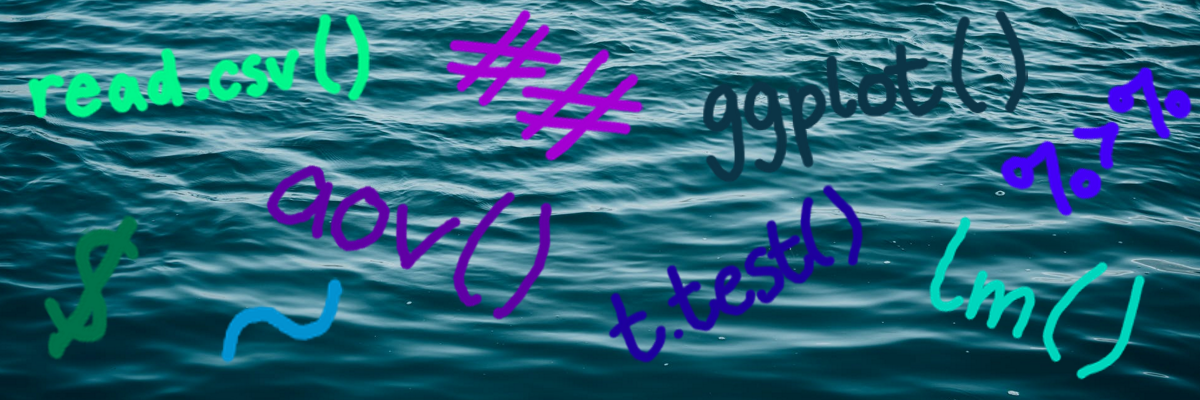 read.csv()
##
ggplot()
%>%
aov()
t.test()
$
~
lm()